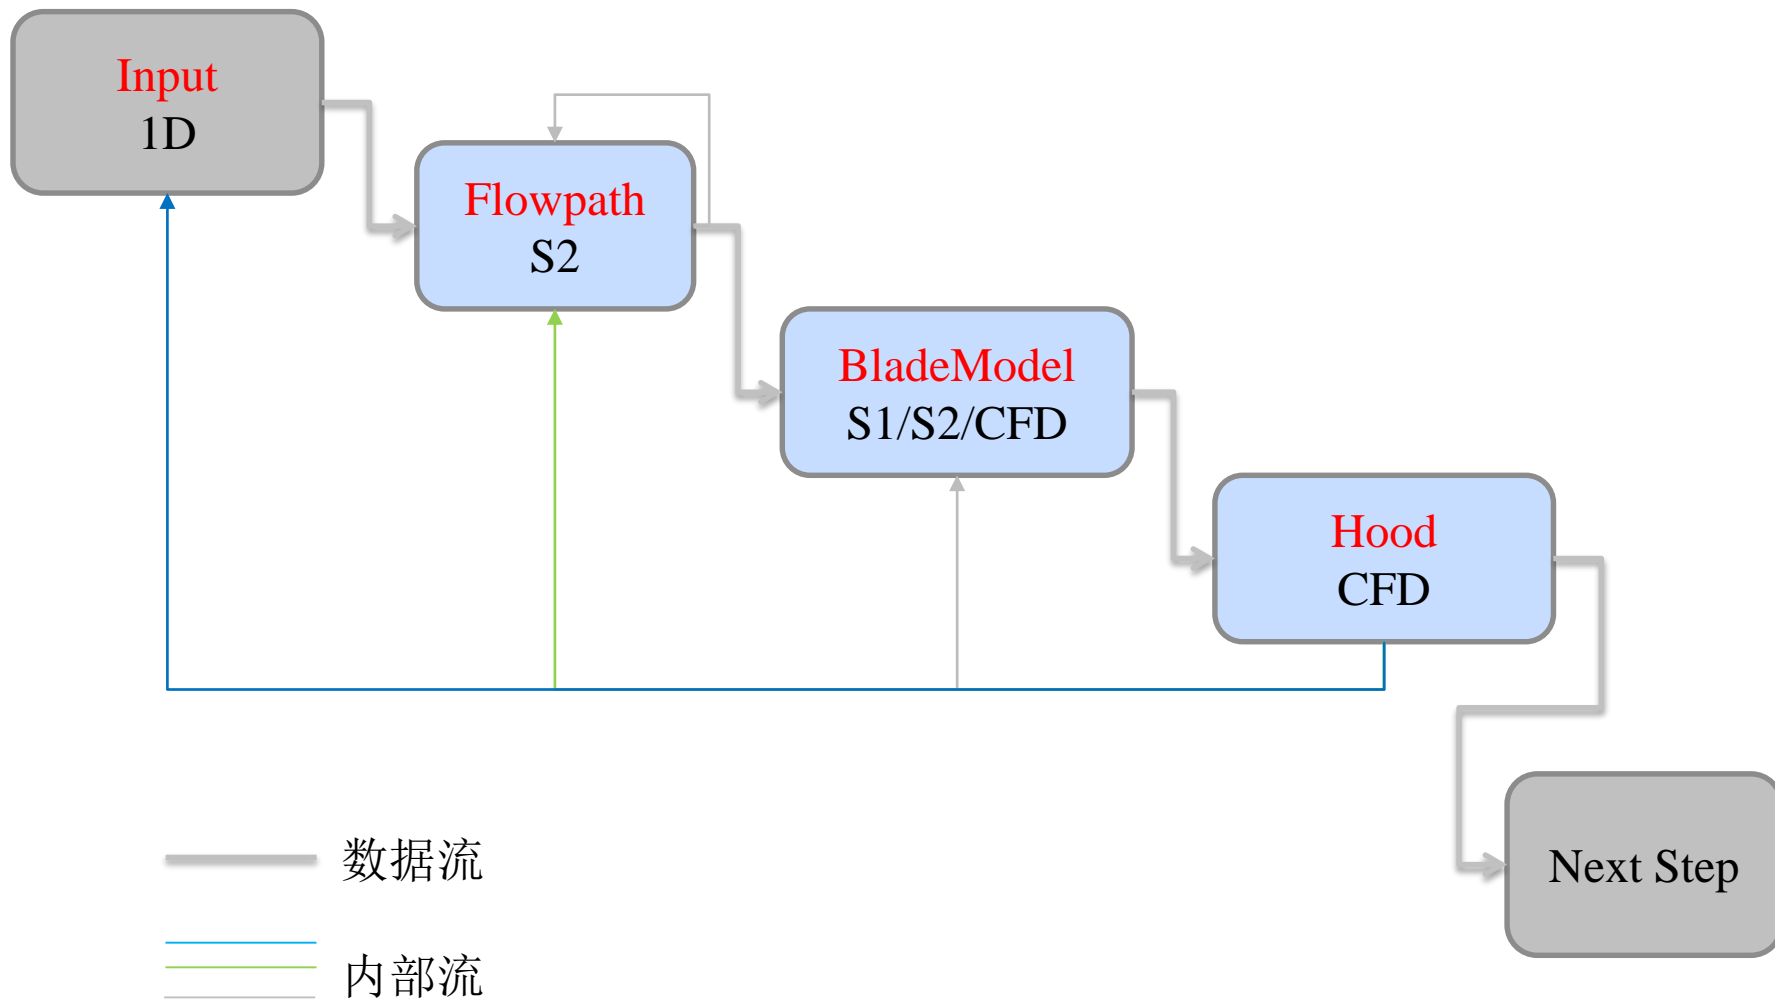 Input
1D
Flowpath
S2
BladeModel
S1/S2/CFD
Hood
CFD
Next Step
数据流
内部流